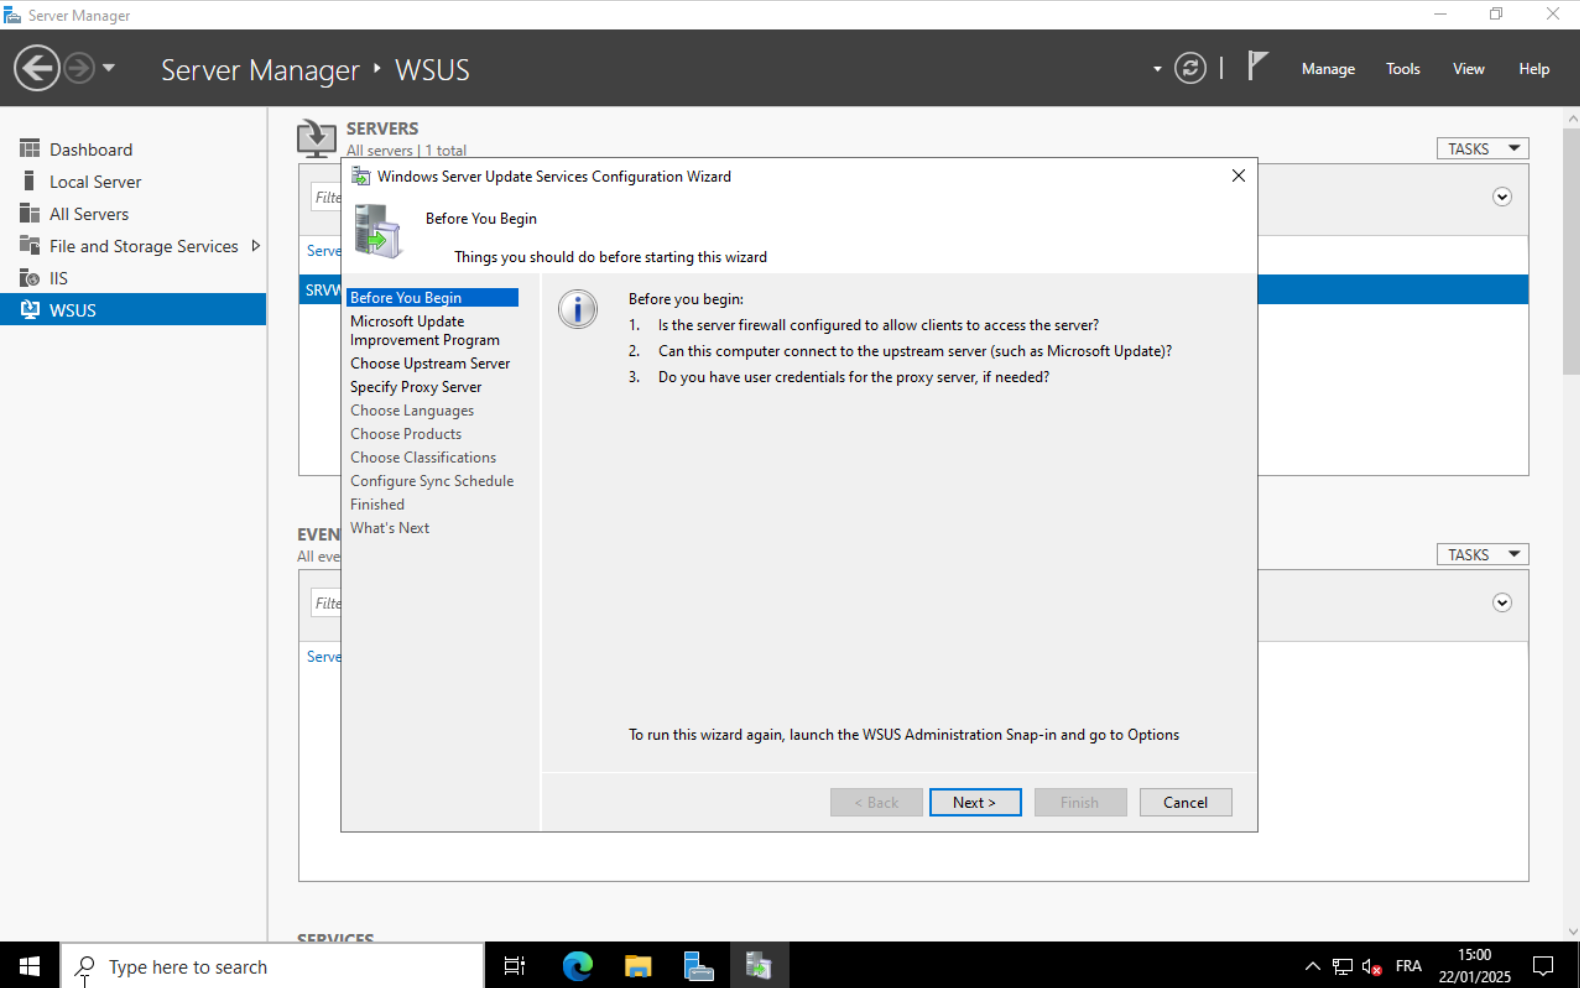 Server Manager
Server Manager ‣ WSUS
Manage
Tools
View
Help
Dashboard
Local Server
All Servers
File and Storage Services
IIS
WSUS
SERVERS
All servers | 1 total
TASKS
Filte
Serve
SRVW
Windows Server Update Services Configuration Wizard
Before You Begin
Things you should do before starting this wizard
Before You Begin
Microsoft Update
Improvement Program
Choose Upstream Server
Specify Proxy Server
Choose Languages
Choose Products
Choose Classifications
Configure Sync Schedule
Finished
What's Next
Before you begin:
1. Is the server firewall configured to allow clients to access the server?
2. Can this computer connect to the upstream server (such as Microsoft Update)?
3. Do you have user credentials for the proxy server, if needed?
To run this wizard again, launch the WSUS Administration Snap-in and go to Options
< Back
Next >
Finish
Cancel
EVEN
All eve
TASKS
Filte
Serve
SERVICES
Type here to search
FRA
15:00
22/01/2025